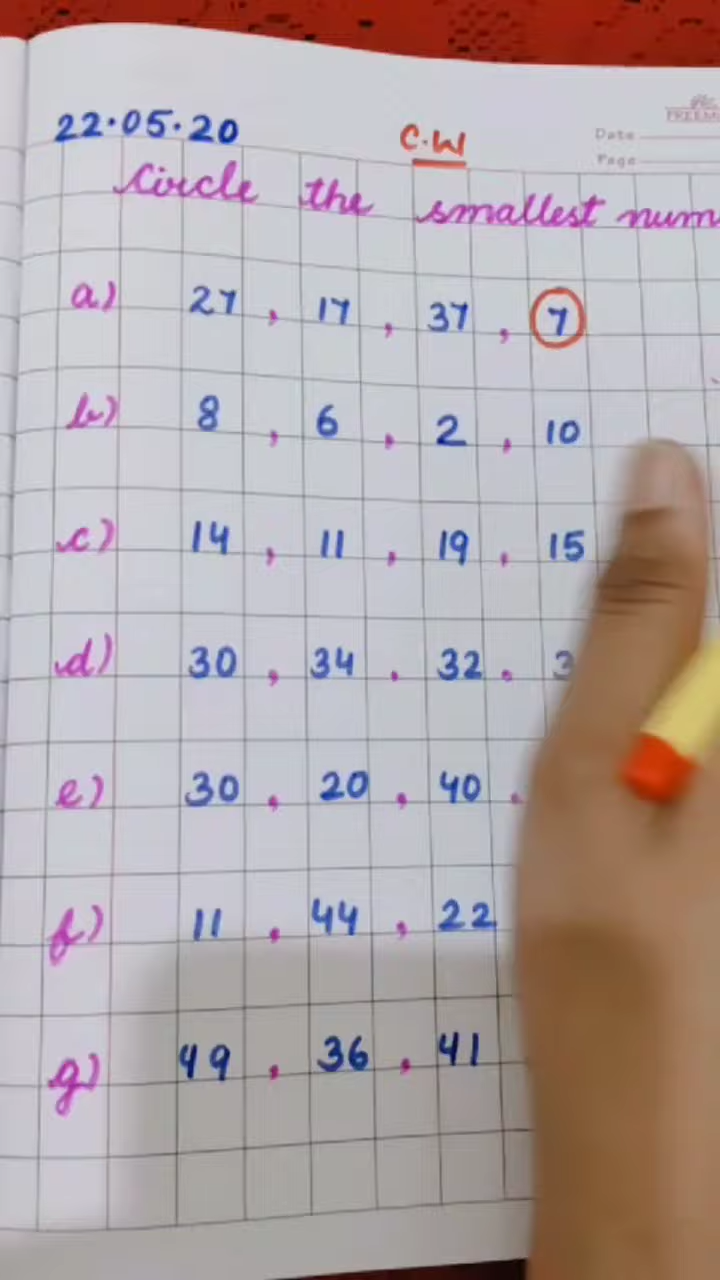 22.05.20 C.W
Date
Page
Circle the smallest num
a) 27, 17, 37, 7
b) 8, 6, 2, 10
c) 14, 11, 19, 15
d) 30, 34, 32, 3
e) 30, 20, 40,
f) 11, 44, 22
g) 49, 36, 41